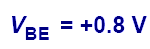 VBE = +0.8 V